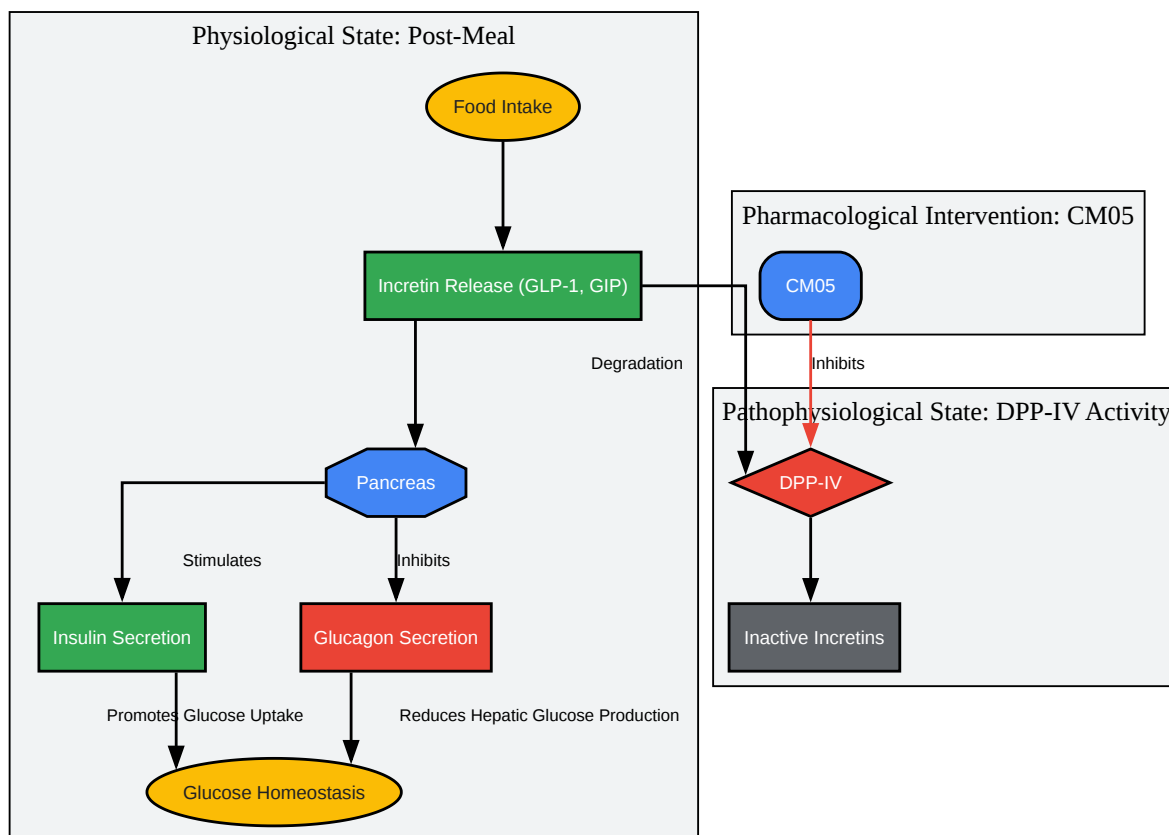 Physiological State: Post-Meal
Food Intake
Pharmacological Intervention: CM05
Incretin Release (GLP-1, GIP)
CM05
Degradation
Inhibits
Pathophysiological State: DPP-IV Activity
Pancreas
DPP-IV
Stimulates
Inhibits
Insulin Secretion
Glucagon Secretion
Inactive Incretins
Promotes Glucose Uptake
Reduces Hepatic Glucose Production
Glucose Homeostasis